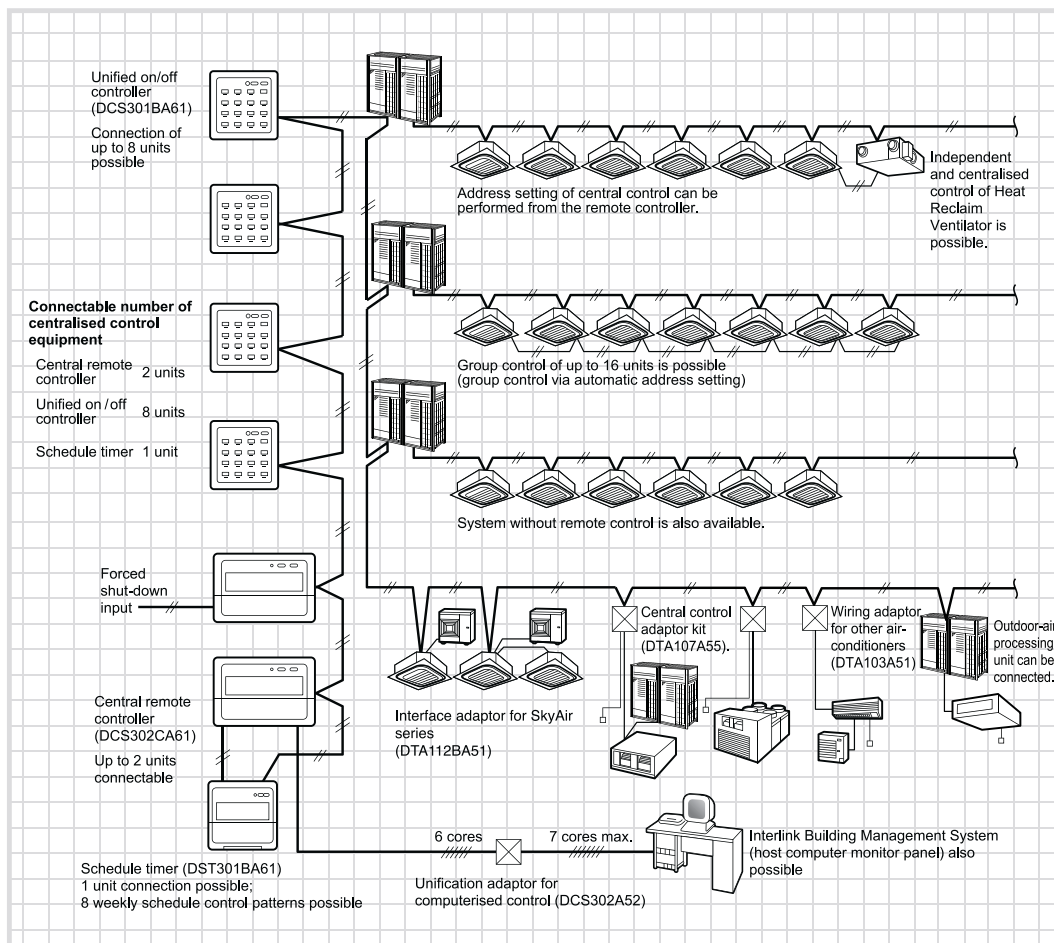 Unified on/off
controller
(DCS301BA61)
Connection of
up to 8 units
possible
Address setting of central control can be
performed from the remote controller.
Independent
and centralised
control of Heat
Reclaim
Ventilator is
possible.
Connectable number of
centralised control
equipment
Central remote
controller 2 units
Unified on/off
controller 8 units
Schedule timer 1 unit
Group control of up to 16 units is possible
(group control via automatic address setting)
System without remote control is also available.
Forced
shut-down
input
Central remote
controller
(DCS302CA61)
Up to 2 units
connectable
Interface adaptor for SkyAir
series
(DTA112BA51)
Central control
adaptor kit
(DTA107A55).
Wiring adaptor
for other air-
conditioners
(DTA103A51)
Outdoor-air
processing
unit can be
connected.
Schedule timer (DST301BA61)
1 unit connection possible;
8 weekly schedule control patterns possible
6 cores
7 cores max.
Unification adaptor for
computerised control (DCS302A52)
Interlink Building Management System
(host computer monitor panel) also
possible